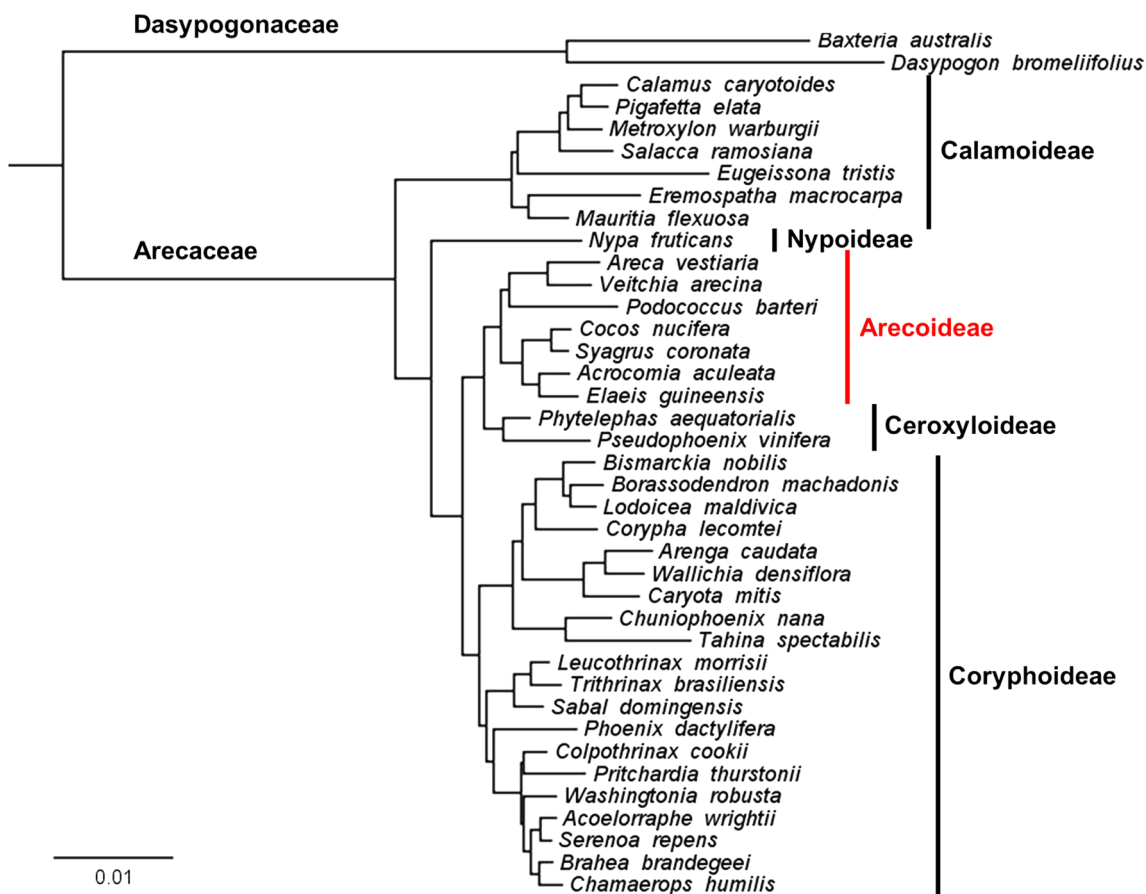 Dasypogonaceae
Baxteria australis
Dasypogon bromeliifolius
Calamus caryotoides
Pigafetta elata
Metroxylon warburgii
Salacca ramosiana
Calamoideae
Eugeissona tristis
Eremospatha macrocarpa
Mauritia flexuosa
Nypa fruticans
Nypoideae
Arecaceae
Areca vestiaria
Veitchia arecina
Podococcus barteri
Cocos nucifera
Arecoideae
Syagrus coronata
Acrocomia aculeata
Elaeis guineensis
Phytelephas aequatorialis
Ceroxyloideae
Pseudophoenix vinifera
Bismarckia nobilis
Borassodendron machadonis
Lodoicea maldivica
Corypha lecomtei
Arenga caudata
Wallichia densiflora
Caryota mitis
Chuniophoenix nana
Tahina spectabilis
Leucothrinax morrisii
Coryphoideae
Trithrinax brasiliensis
Sabal domingensis
Phoenix dactylifera
Colpothrinax cookii
Pritchardia thurstonii
Washingtonia robusta
Acoelorraphe wrightii
Serenoa repens
Brahea brandegeei
Chamaerops humilis
0.01